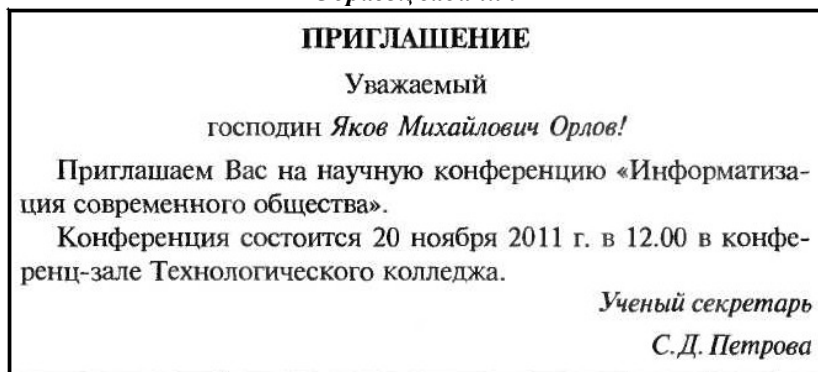 ПРИГЛАШЕНИЕ
Уважаемый
господин Яков Михайлович Орлов!
Приглашаем Вас на научную конференцию «Информатиза-
ция современного общества».
Конференция состоится 20 ноября 2011 г. в 12.00 в конфе-
ренц-зале Технологического колледжа.
Ученый секретарь
С.Д. Петрова